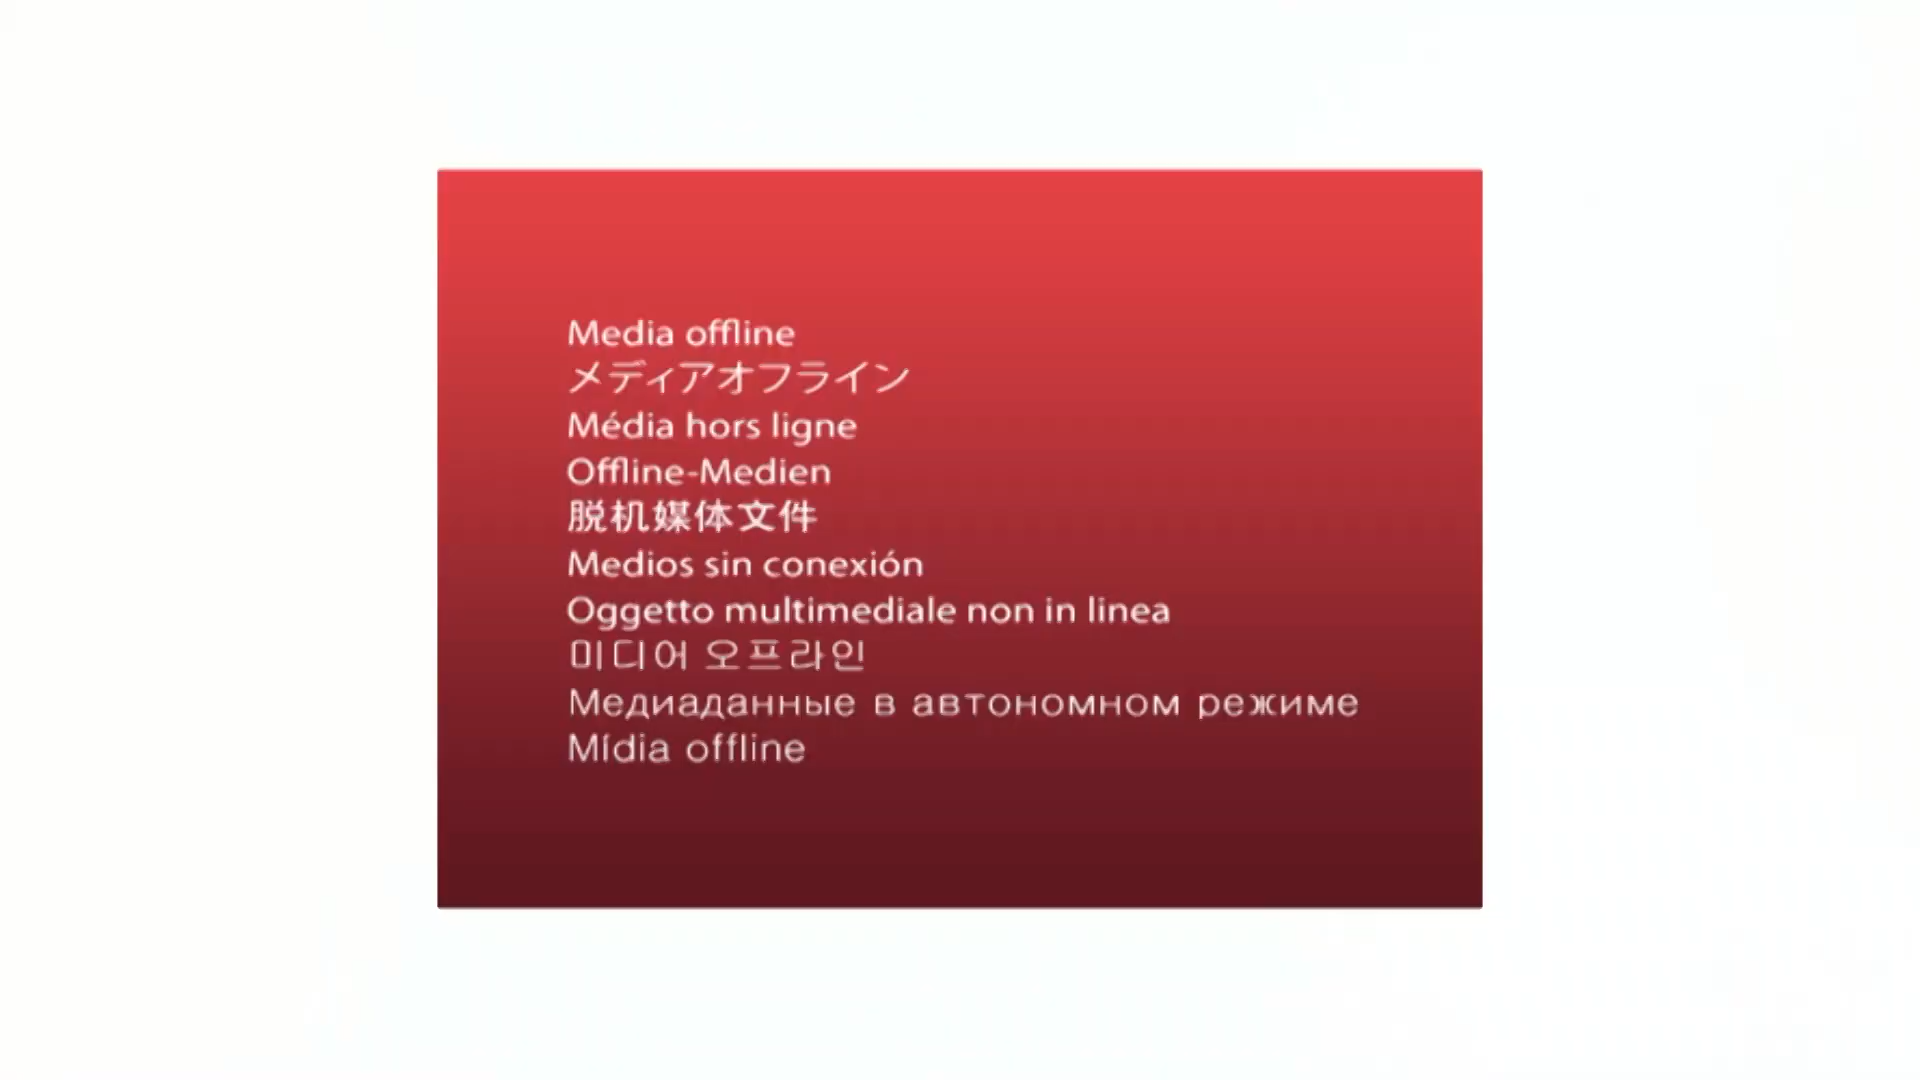 Media offline
メディアオフライン
Média hors ligne
Offline-Medien
脱机媒体文件
Medios sin conexión
Oggetto multimediale non in linea
미디어 오프라인
Медиаданные в автономном режиме
Mídia offline